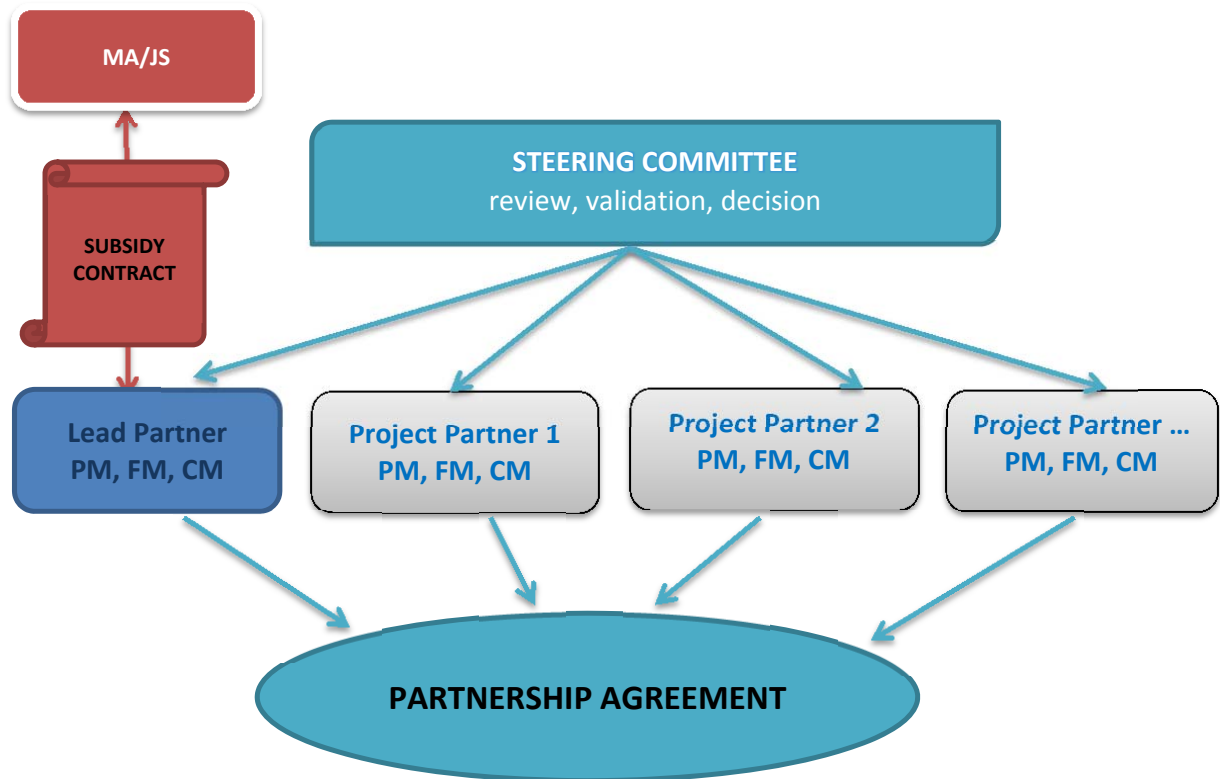 MA/JS
STEERING COMMITTEE
review, validation, decision
SUBSIDY
CONTRACT
Lead Partner
PM, FM, CM
Project Partner 1
PM, FM, CM
Project Partner 2
PM, FM, CM
Project Partner ...
PM, FM, CM
PARTNERSHIP AGREEMENT